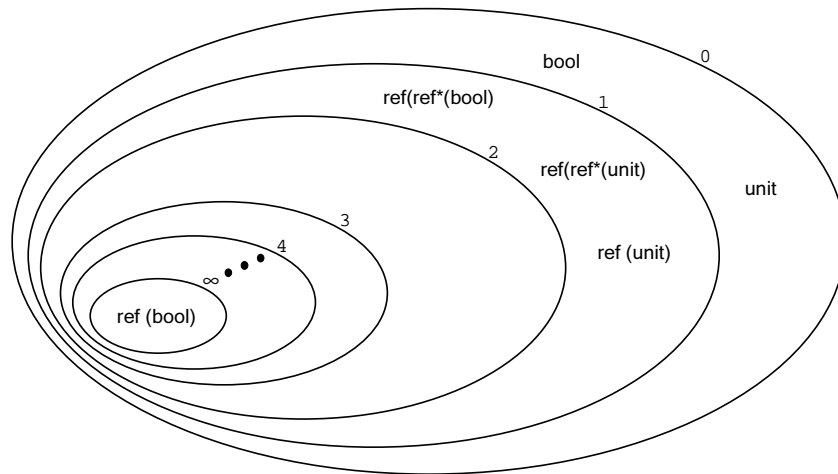 0
bool
ref(ref*(bool)
1
2
ref(ref*(unit)
unit
3
4
ref (unit)
∞
ref (bool)